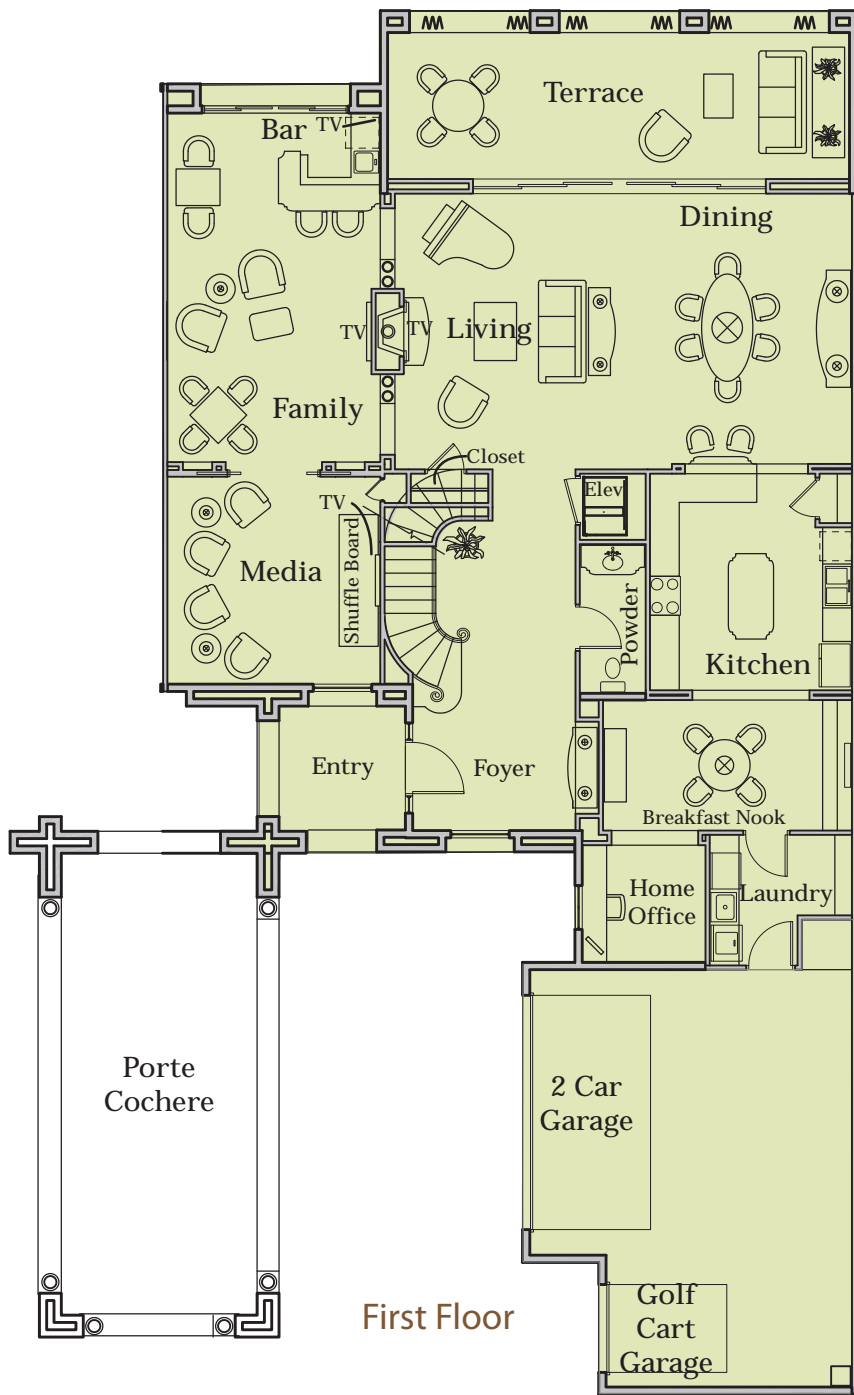 Terrace
Bar
TV
Dining
TV
TV
Living
Family
Closet
TV
Elev
Media
Shuffle Board
Powder
Kitchen
Entry
Foyer
Breakfast Nook
Home
Office
Laundry
Porte
Cochere
2 Car
Garage
First Floor
Golf
Cart
Garage